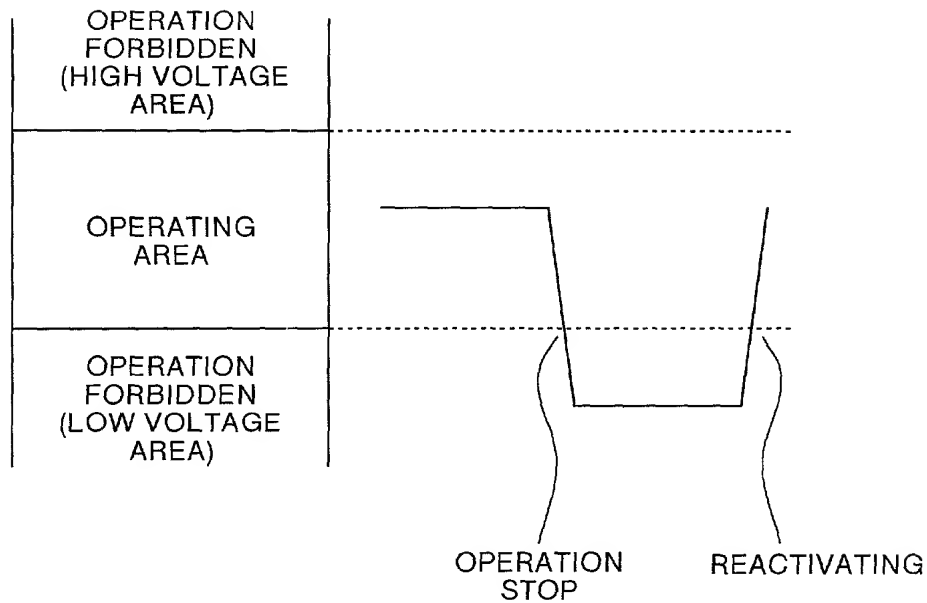 OPERATION
FORBIDDEN
(HIGH VOLTAGE
AREA)
OPERATING
AREA
OPERATION
FORBIDDEN
(LOW VOLTAGE
AREA)
OPERATION
STOP
REACTIVATING